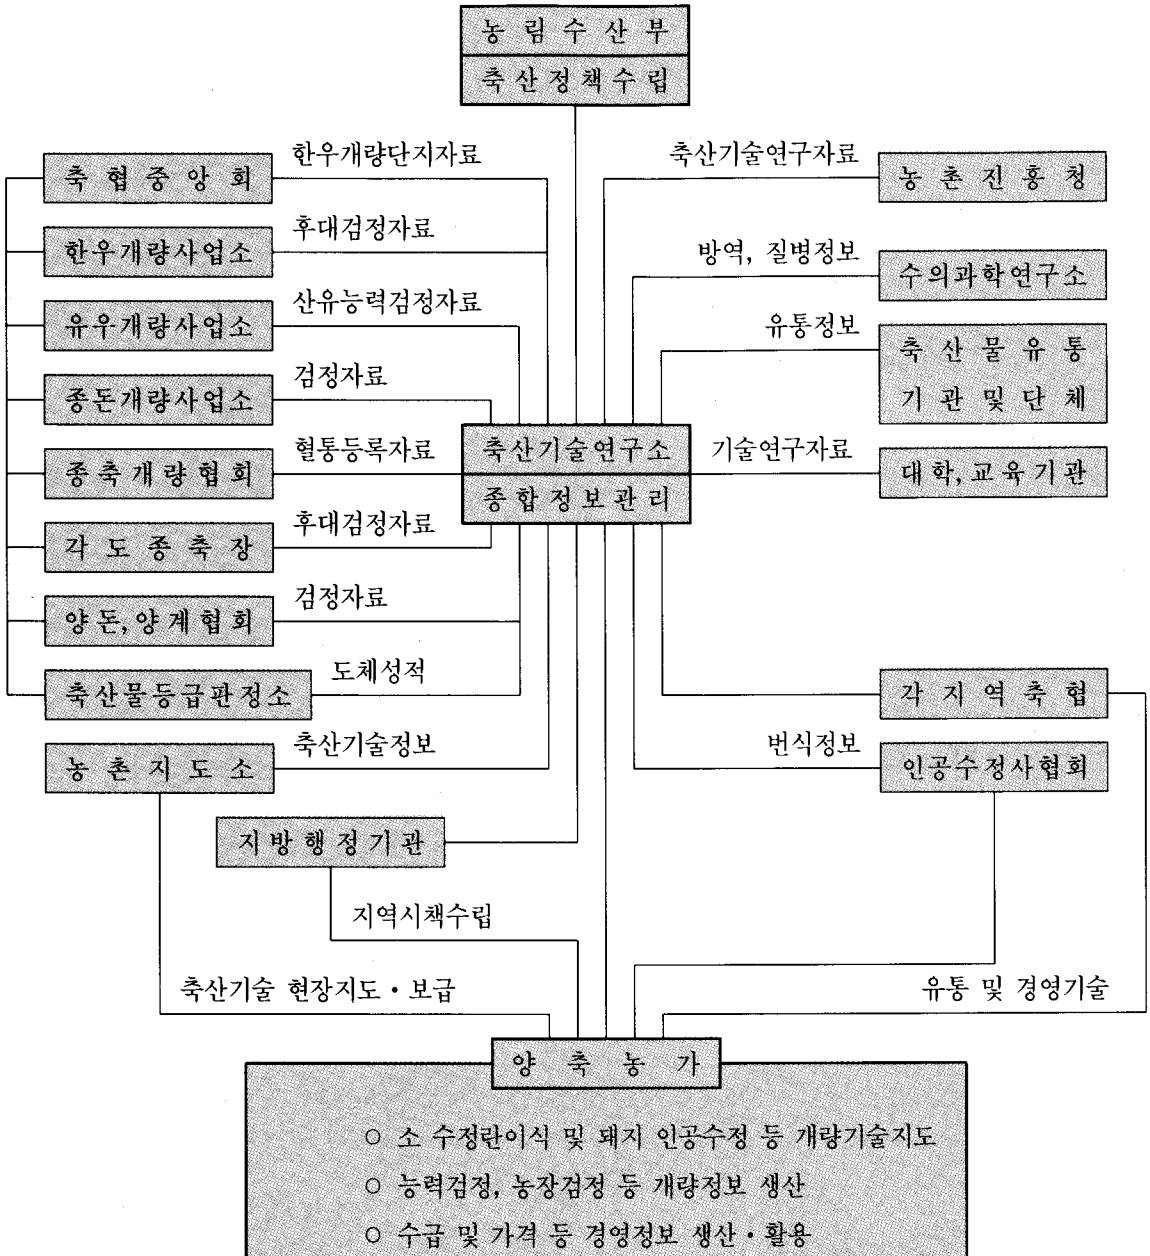 농림수산부
축산정책수립
축협중앙회
한우개량단지자료
축산기술연구자료
농촌진흥청
한우개량사업소
후대검정자료
방역, 질병정보
수의과학연구소
유우개량사업소
산유능력검정자료
유통정보
축산물유통
기관및단체
종돈개량사업소
검정자료
종축개량협회
혈통등록자료
축산기술연구소
종합정보관리
기술연구자료
대학,교육기관
각도종축장
후대검정자료
양돈,양계협회
검정자료
축산물등급판정소
도체성적
각지역축협
농촌지도소
축산기술정보
번식정보
인공수정사협회
지방행정기관
지역시책수립
축산기술 현장지도・보급
유통 및 경영기술
양축농가
○ 소 수정란이식 및 돼지 인공수정 등 개량기술지도
○ 능력검정, 농장검정 등 개량정보 생산
○ 수급 및 가격 등 경영정보 생산・활용